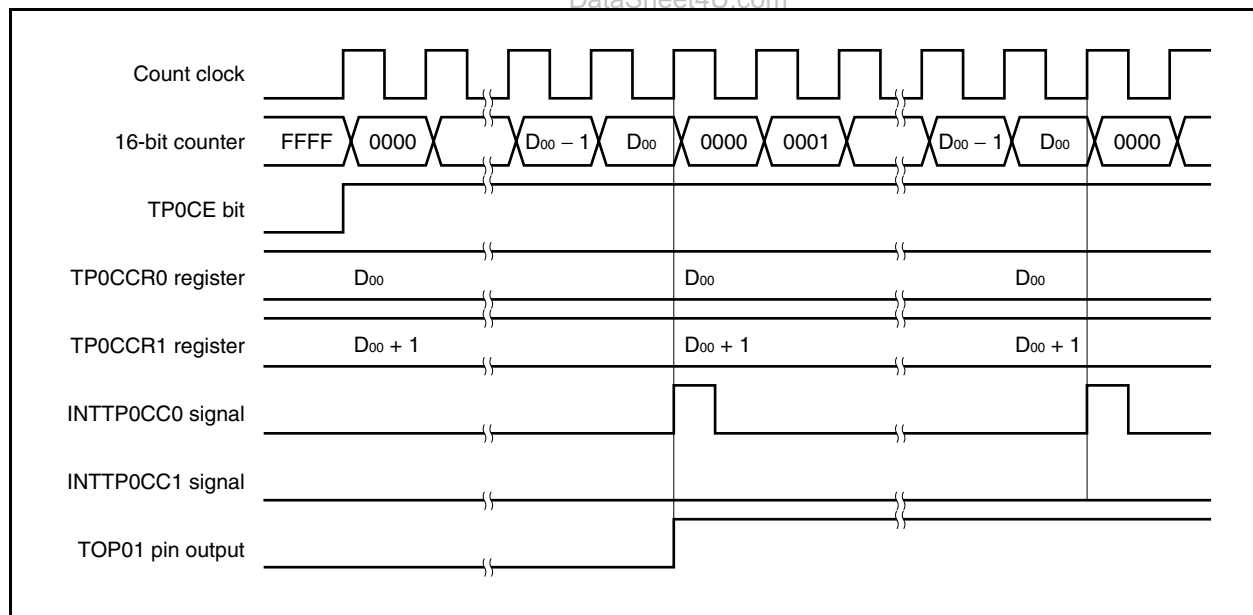 DataSheet4U.com
Count clock
16-bit counter FFFF 0000 D00 − 1 D00 0000 0001 D00 − 1 D00 0000
TP0CE bit
TP0CCR0 register D00 D00 D00
TP0CCR1 register D00 + 1 D00 + 1 D00 + 1
INTTP0CC0 signal
INTTP0CC1 signal
TOP01 pin output